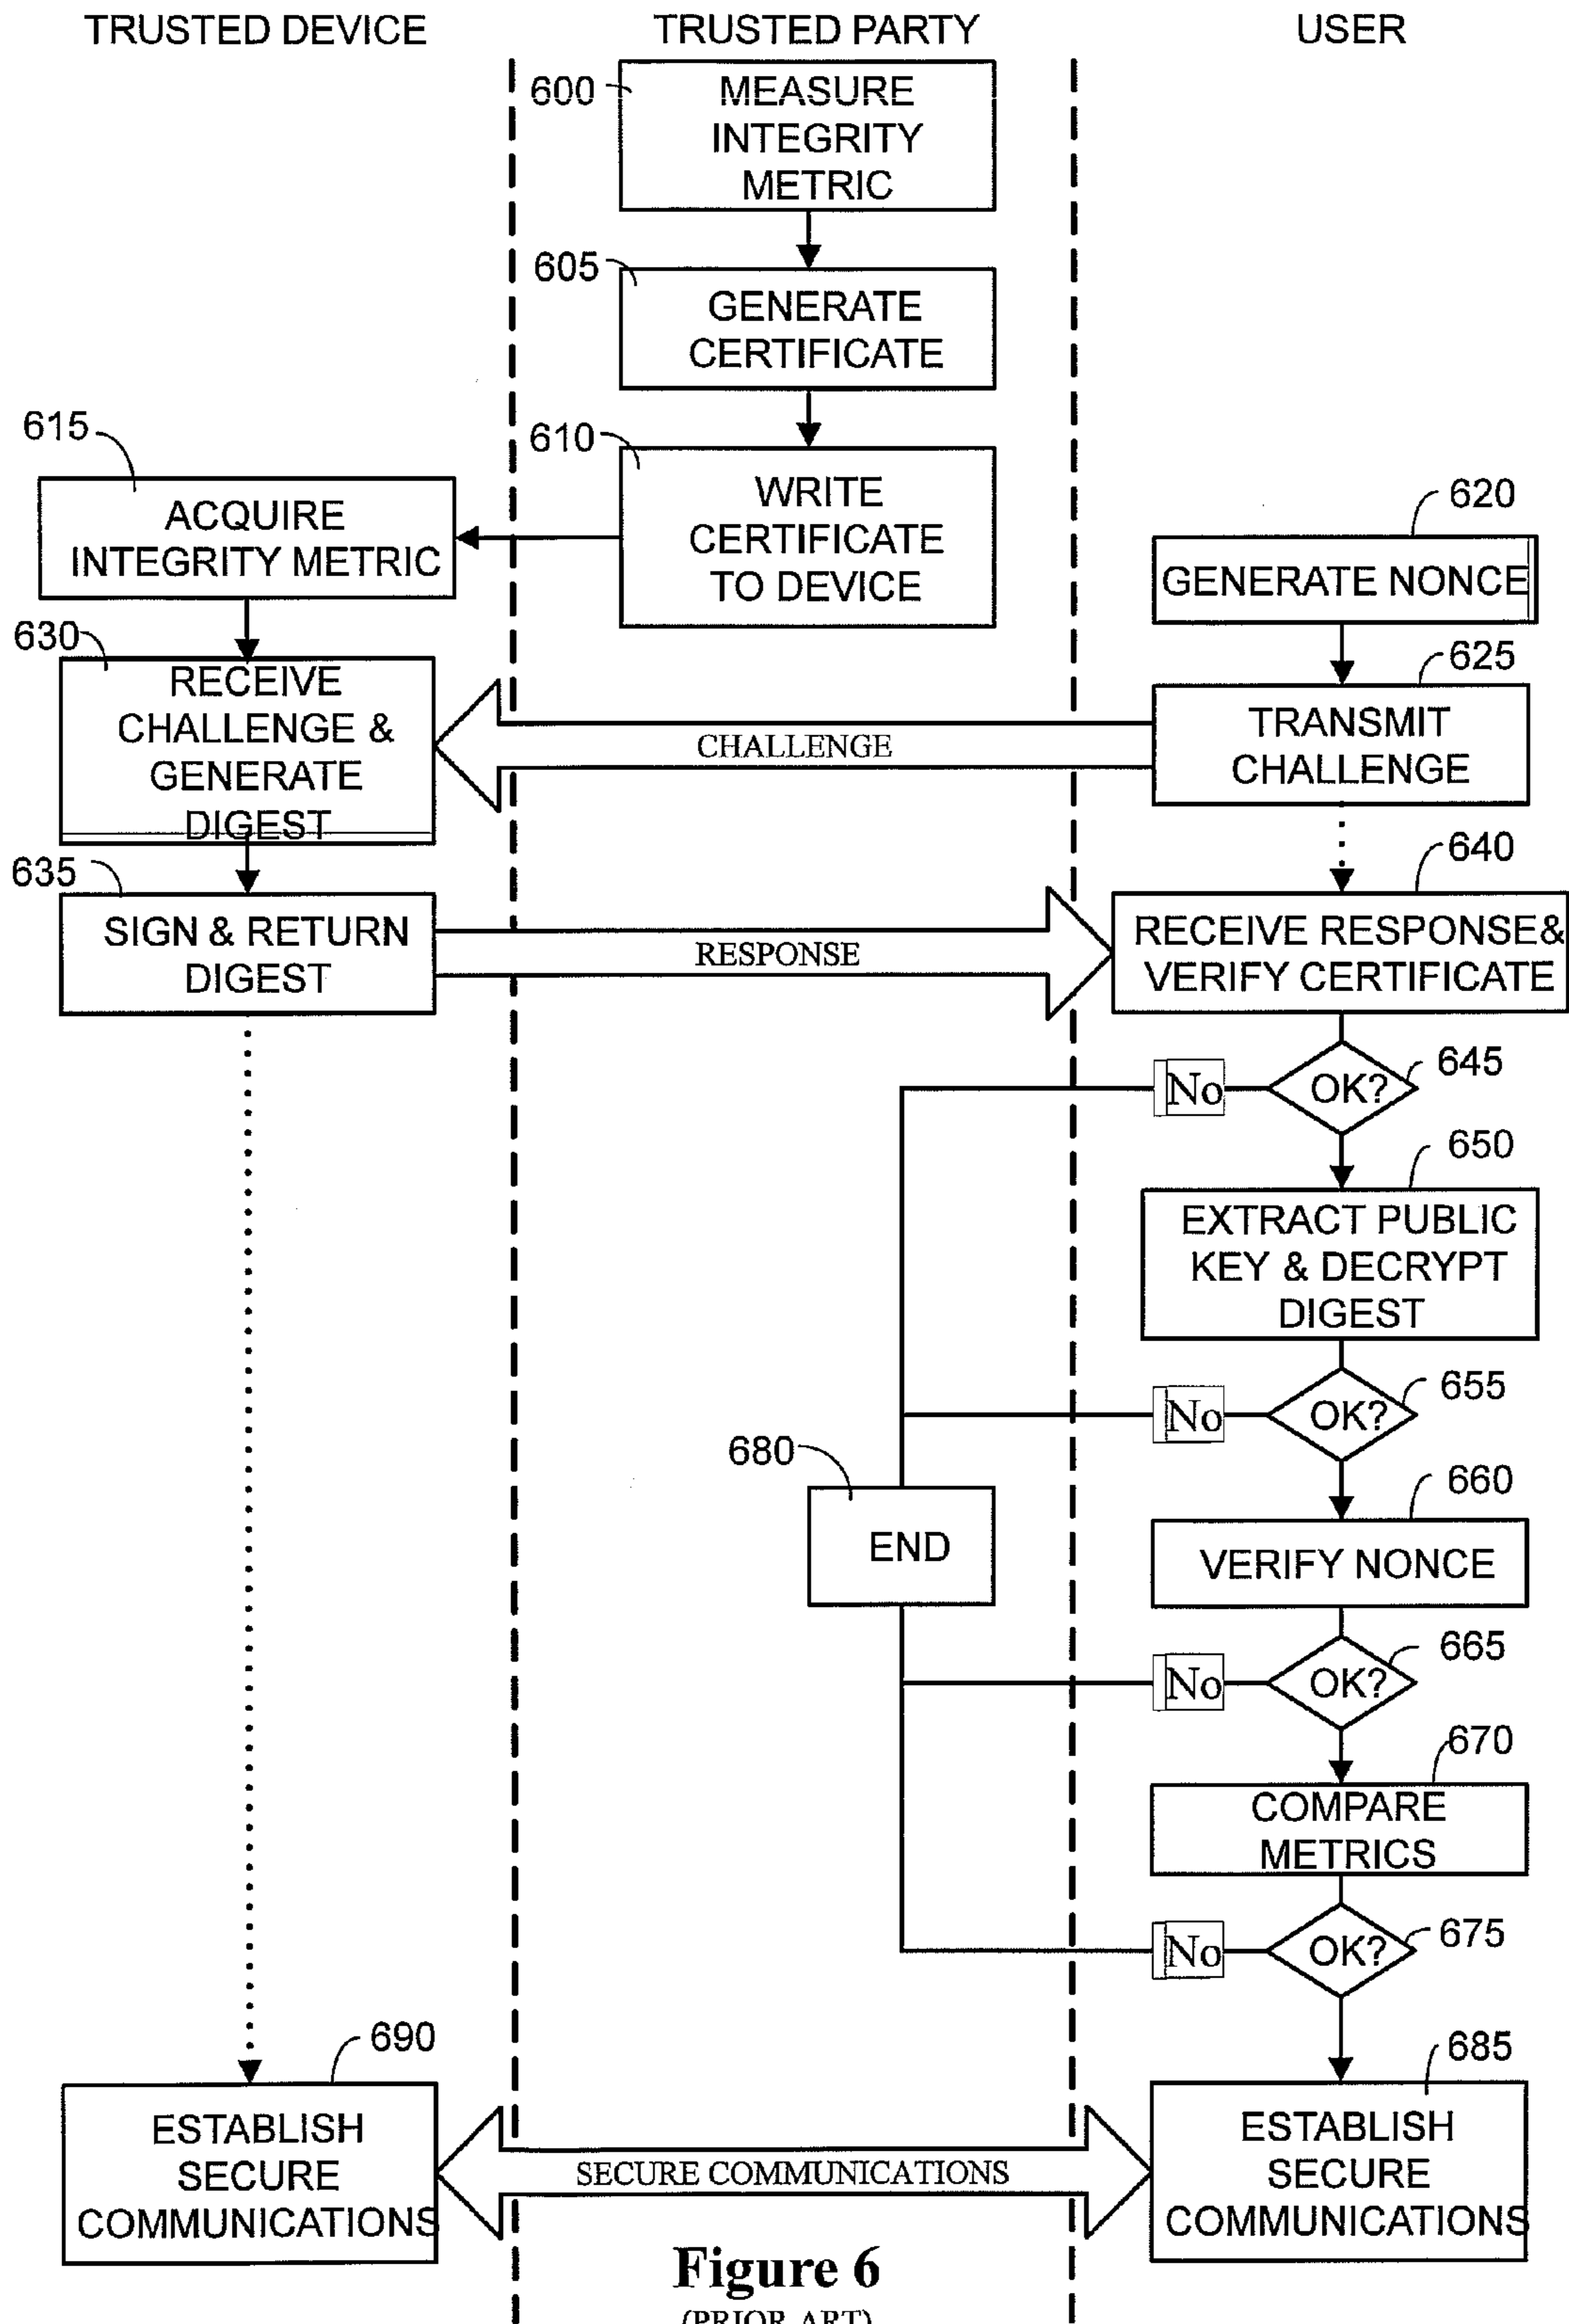 TRUSTED DEVICE
TRUSTED PARTY
USER
600
MEASURE
INTEGRITY
METRIC
605
GENERATE
CERTIFICATE
610
WRITE
CERTIFICATE
TO DEVICE
615
ACQUIRE
INTEGRITY METRIC
620
GENERATE NONCE
625
TRANSMIT
CHALLENGE
CHALLENGE
630
RECEIVE
CHALLENGE &
GENERATE
DIGEST
635
SIGN & RETURN
DIGEST
RESPONSE
640
RECEIVE RESPONSE&
VERIFY CERTIFICATE
645
OK?
No
650
EXTRACT PUBLIC
KEY & DECRYPT
DIGEST
655
OK?
No
680
END
660
VERIFY NONCE
665
OK?
No
670
COMPARE
METRICS
675
OK?
No
690
ESTABLISH
SECURE
COMMUNICATIONS
SECURE COMMUNICATIONS
685
ESTABLISH
SECURE
COMMUNICATIONS
Figure 6
(PRIOR ART)